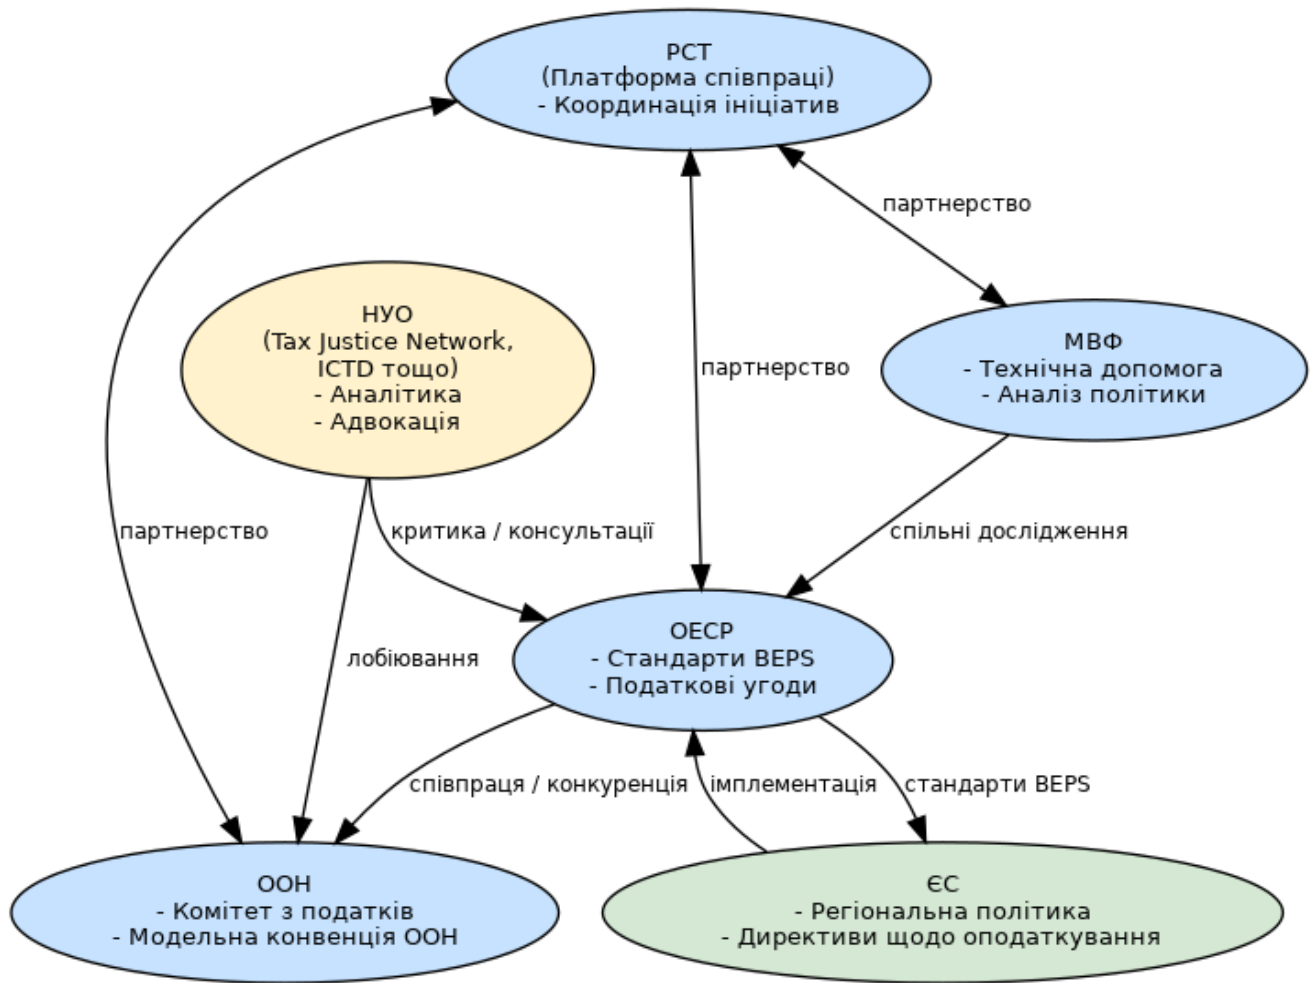 PCT
(Платформа співпраці)
- Координація ініціатив
партнерство
НУО
(Tax Justice Network,
ICTD тощо)
- Аналітика
- Адвокація
МВФ
- Технічна допомога
- Аналіз політики
партнерство
партнерство
критика / консультації
спільні дослідження
лобіювання
ОЕСР
- Стандарти BEPS
- Податкові угоди
співпраця / конкуренція
імплементація
стандарти BEPS
ООН
- Комітет з податків
- Модельна конвенція ООН
ЄС
- Регіональна політика
- Директиви щодо оподаткування